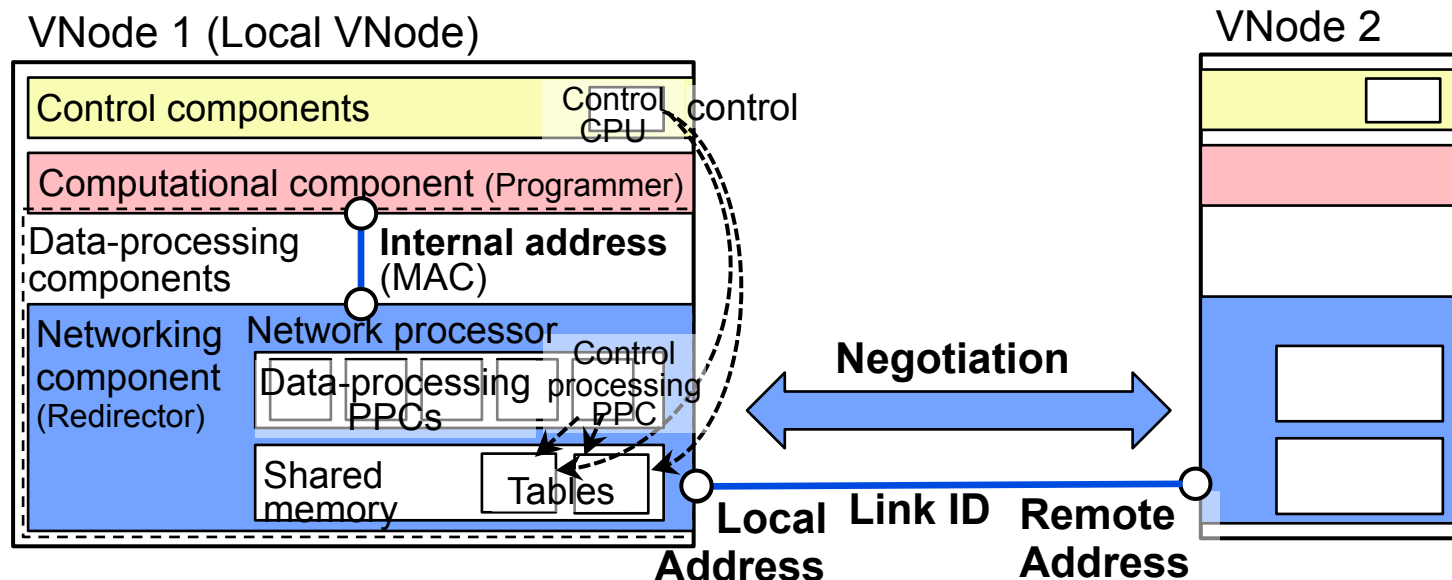 VNode 1 (Local VNode)
VNode 2
Control components
Control
CPU
control
Computational component (Programmer)
Data-processing
components
Internal address
(MAC)
Networking
component
(Redirector)
Network processor
Data-processing
PPCs
Control
processing
PPC
Shared
memory
Tables
Negotiation
Local
Address
Link ID
Remote
Address